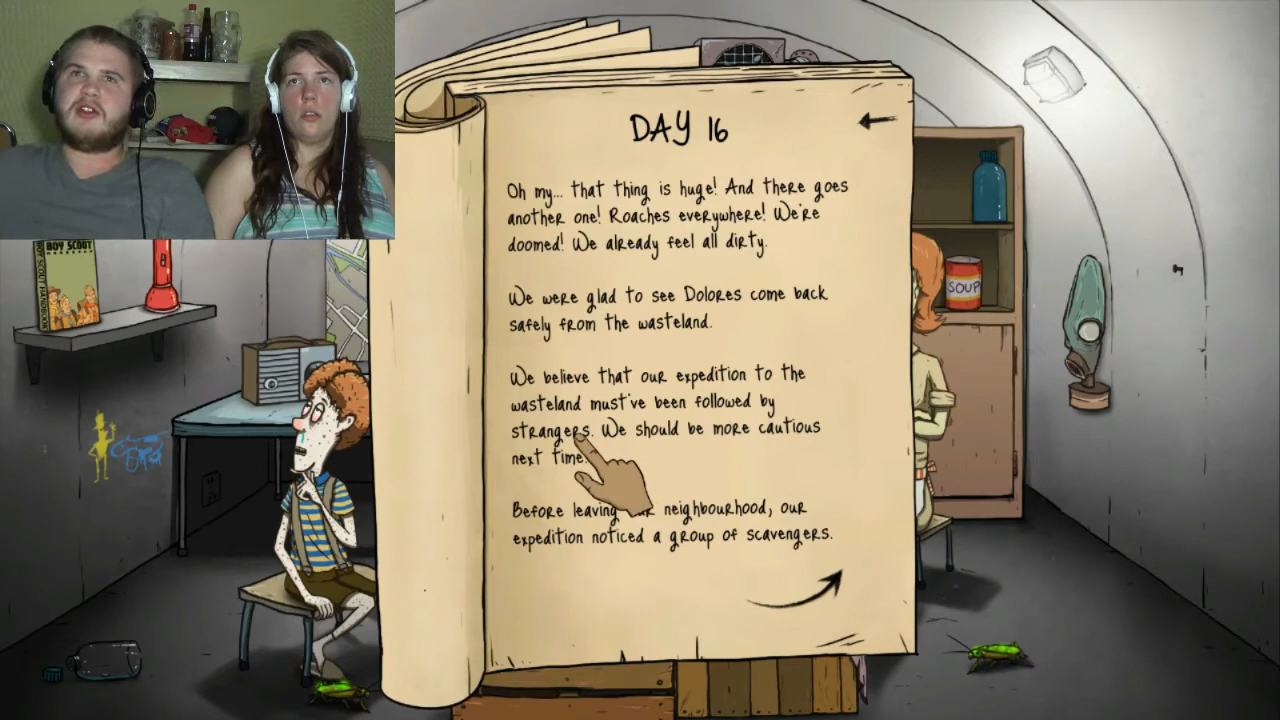 DAY 16
Oh my... that thing is huge! And there goes
another one! Roaches everywhere! We're
doomed! We already feel all dirty.
We were glad to see Dolores come back
safely from the wasteland.
We believe that our expedition to the
wasteland must've been followed by
strangers. We should be more cautious
next time.
Before leaving neighbourhood, our
expedition noticed a group of scavengers.
BOY SCOUT
BOY SCOUT HANDBOOK
SOUP